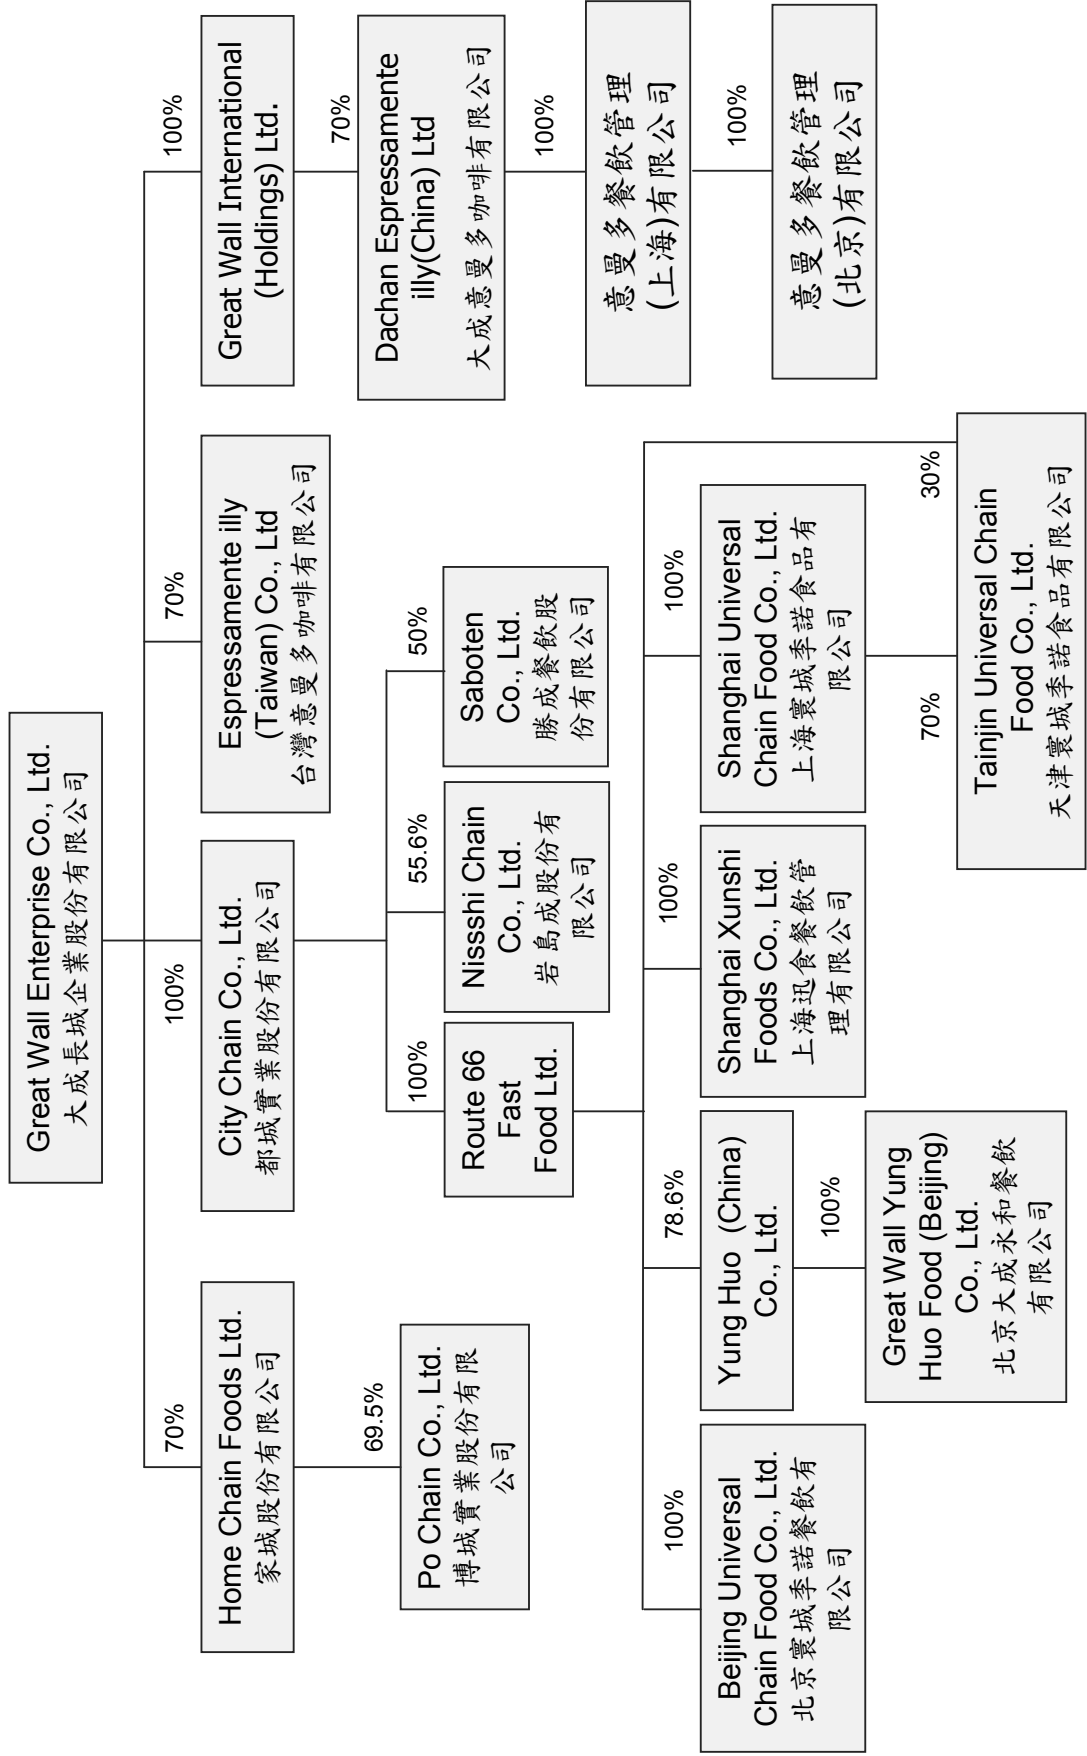 Great Wall Enterprise Co., Ltd.
大成長城企業股份有限公司
70%
100%
70%
100%
Home Chain Foods Ltd.
家城股份有限公司
City Chain Co., Ltd.
都城實業股份有限公司
Espressamente illy
(Taiwan) Co., Ltd
台灣意曼多咖啡有限公司
Great Wall International
(Holdings) Ltd.
69.5%
Po Chain Co., Ltd.
博城實業股份有限
公司
100%
55.6%
50%
Route 66
Fast
Food Ltd.
Nissshi Chain
Co., Ltd.
岩島成股份有
限公司
Saboten
Co., Ltd.
勝成餐飲股
份有限公司
70%
Dachan Espressamente
illy(China) Ltd
大成意曼多咖啡有限公司
100%
意曼多餐飲管理
(上海)有限公司
100%
意曼多餐飲管理
(北京)有限公司
100%
78.6%
100%
100%
Beijing Universal
Chain Food Co., Ltd.
北京寰城季諾餐飲有
限公司
Yung Huo (China)
Co., Ltd.
Shanghai Xunshi
Foods Co., Ltd.
上海迅食餐飲管
理有限公司
Shanghai Universal
Chain Food Co., Ltd.
上海寰城季諾食品有
限公司
100%
Great Wall Yung
Huo Food (Beijing)
Co., Ltd.
北京大成永和餐飲
有限公司
70%
30%
Tainjin Universal Chain
Food Co., Ltd.
天津寰城季諾食品有限公司